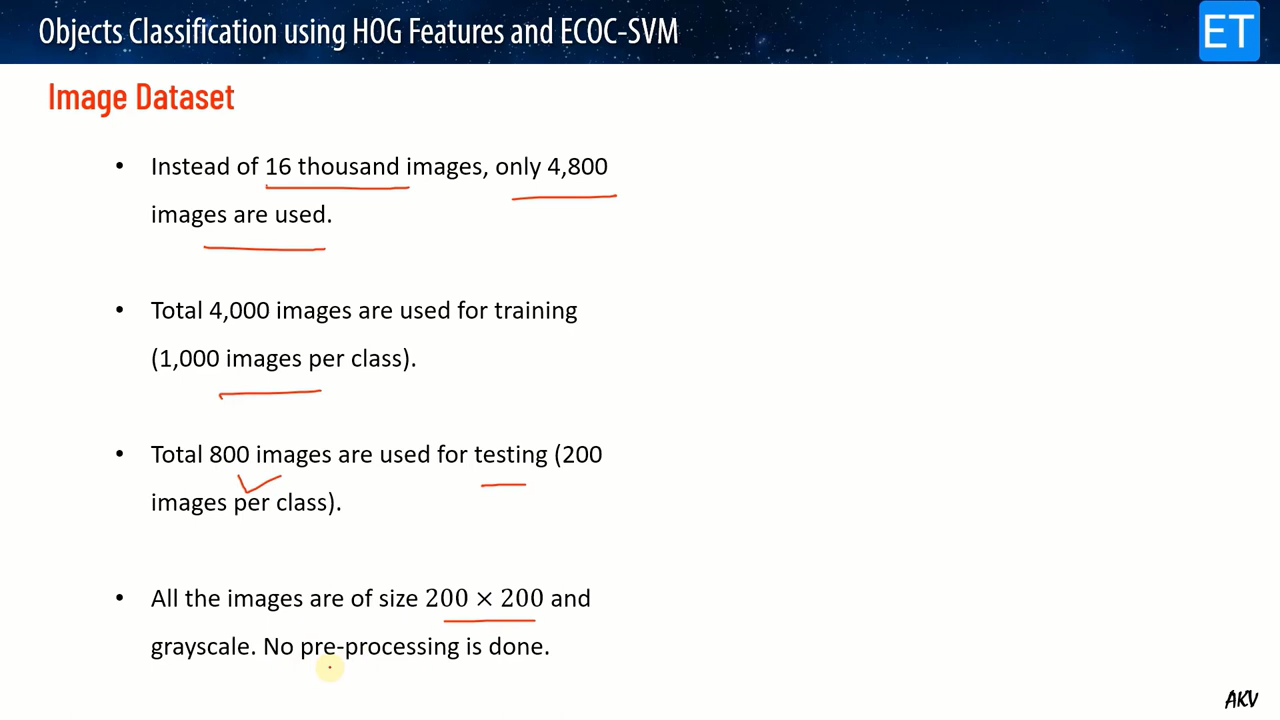 Objects Classification using HOG Features and ECOC-SVM
ET
Image Dataset
• Instead of 16 thousand images, only 4,800
images are used.
• Total 4,000 images are used for training
(1,000 images per class).
• Total 800 images are used for testing (200
images per class).
• All the images are of size 200 × 200 and
grayscale. No pre-processing is done.
AKV